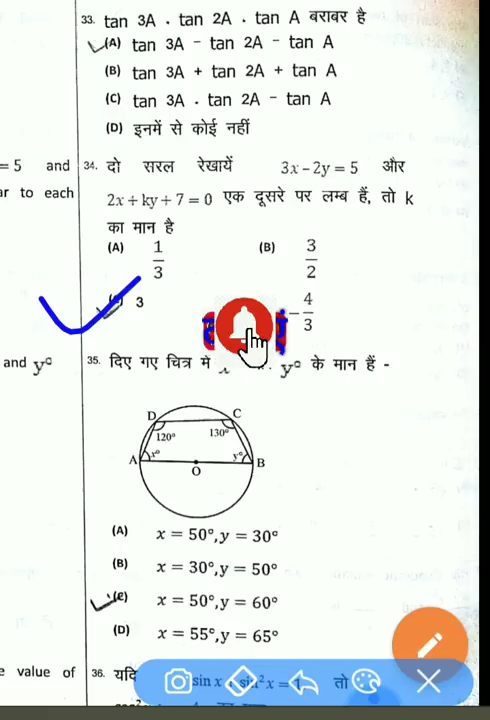 33. tan 3A . tan 2A . tan A बराबर है
(A) tan 3A − tan 2A − tan A
(B) tan 3A + tan 2A + tan A
(C) tan 3A . tan 2A − tan A
(D) इनमें से कोई नहीं
= 5 and
34. दो सरल रेखायें 3x−2y=5 और
ar to each
2x+ky+7=0 एक दूसरे पर लम्ब हैं, तो k
का मान है
(A) 1/3
(B) 3/2
3
−4/3
and y°
35. दिए गए चित्र में y° के मान हैं -
D
C
120°
130°
A
x°
y°
B
O
(A) x = 50°, y = 30°
(B) x = 30°, y = 50°
(C) x = 50°, y = 60°
(D) x = 55°, y = 65°
e value of
36. यदि sin x + sin²x = 1 तो